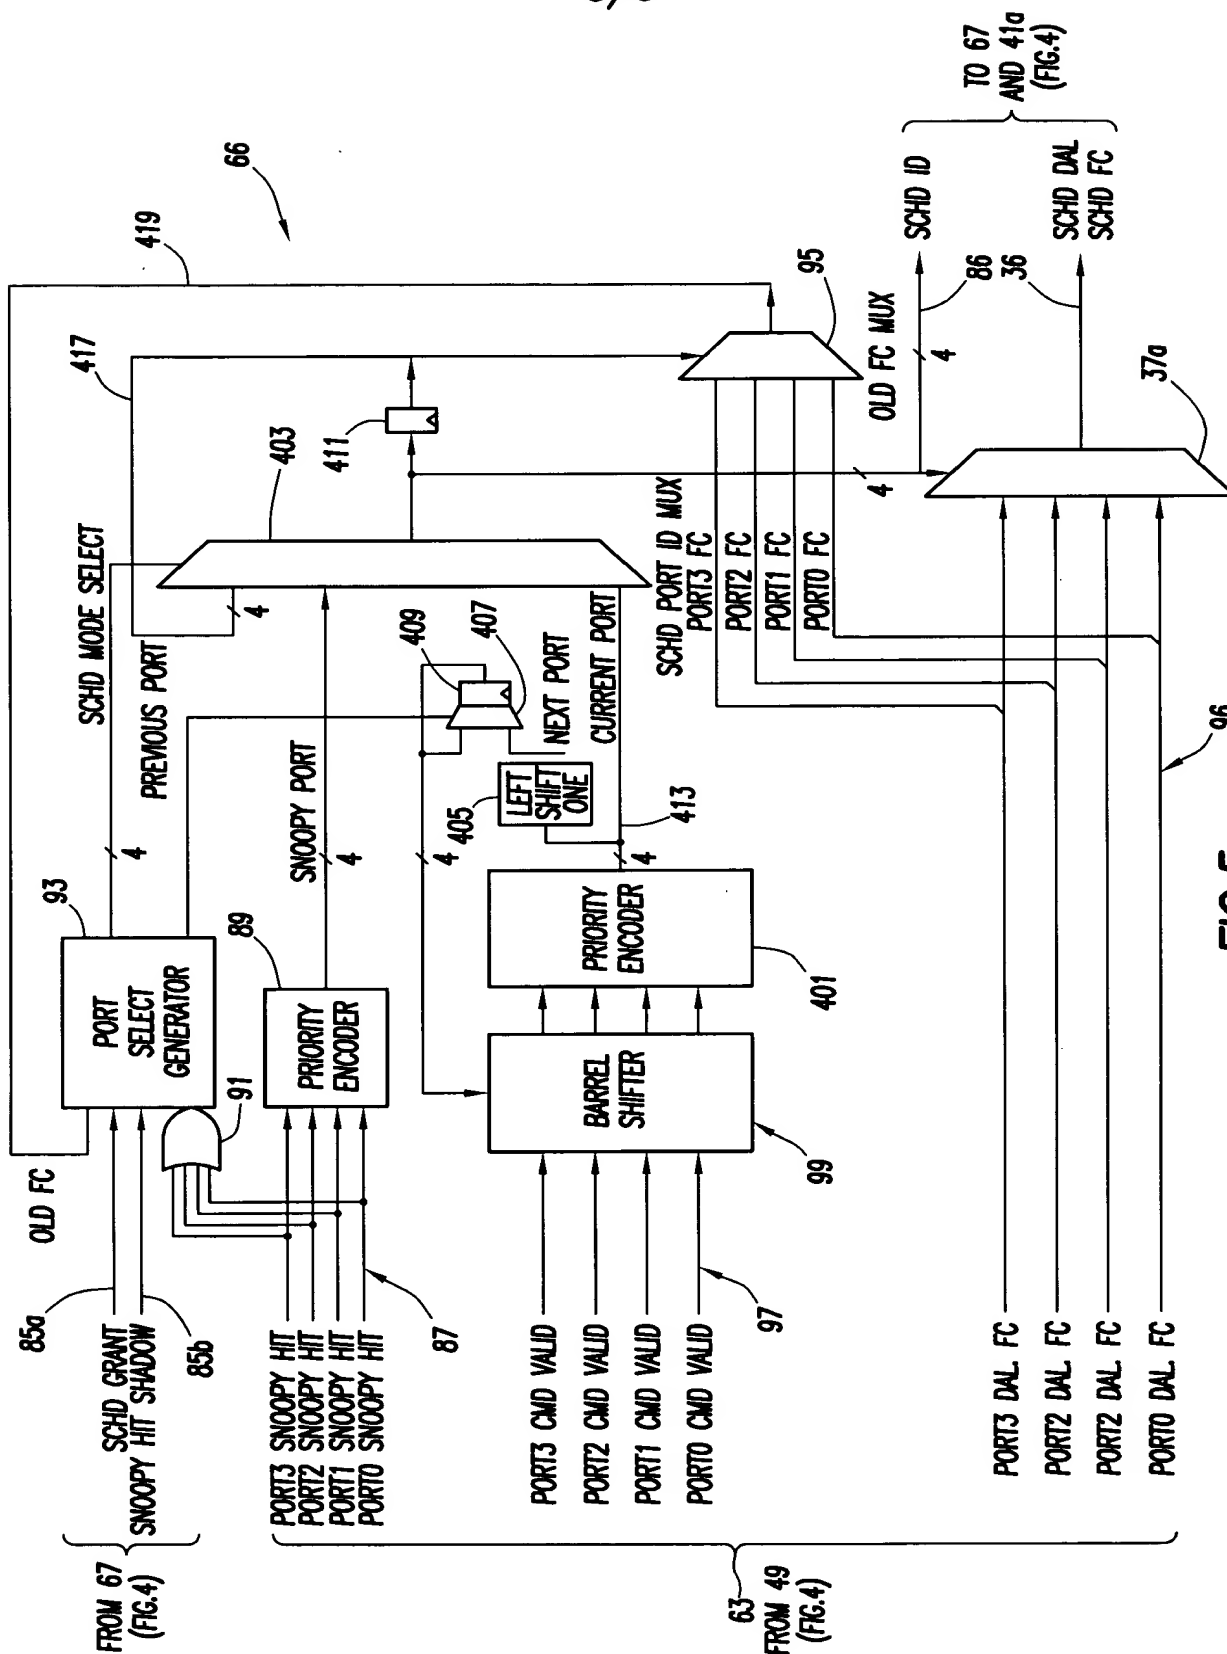 66
419
417
403
411
95
SCHD MODE SELECT
PREVIOUS PORT
4
OLD FC
93
PORT
SELECT
GENERATOR
4
85a
SCHD GRANT
SNOOPY HIT SHADOW
85b
FROM 67
(FIG.4)
91
89
PRIORITY
ENCODER
SNOOPY PORT
4
PORT3 SNOOPY HIT
PORT2 SNOOPY HIT
PORT1 SNOOPY HIT
PORT0 SNOOPY HIT
87
409
407
NEXT PORT
CURRENT PORT
405
LEFT
SHIFT
ONE
413
4
4
PRIORITY
ENCODER
401
BARREL
SHIFTER
99
PORT3 CMD VALID
PORT2 CMD VALID
PORT1 CMD VALID
PORT0 CMD VALID
97
63
FROM 49
(FIG.4)
SCHD PORT ID MUX
PORT3 FC
PORT2 FC
PORT1 FC
PORT0 FC
4
OLD FC MUX
4
86
36
SCHD ID
SCHD DAL
SCHD FC
TO 67
AND 41a
(FIG.4)
37a
PORT3 DAL. FC
PORT2 DAL. FC
PORT2 DAL. FC
PORT0 DAL. FC
96